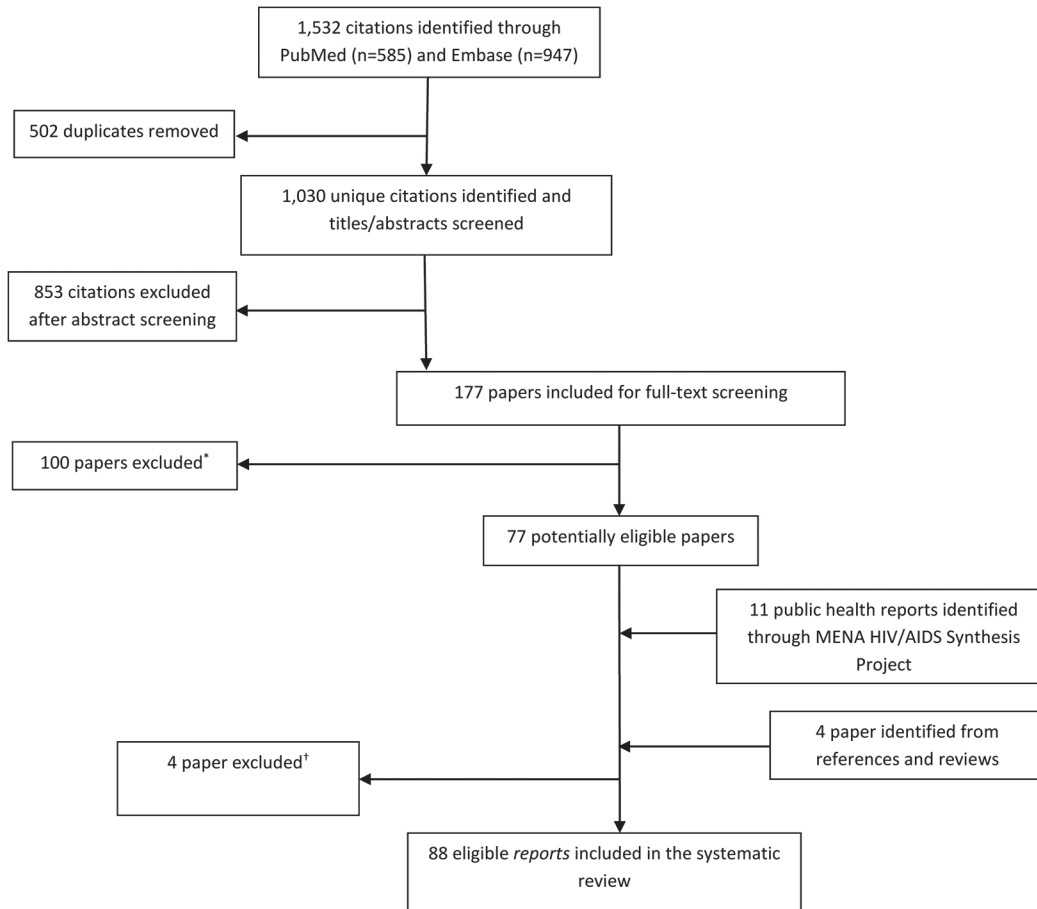 1,532 citations identified through
PubMed (n=585) and Embase (n=947)
502 duplicates removed
1,030 unique citations identified and
titles/abstracts screened
853 citations excluded
after abstract screening
177 papers included for full-text screening
100 papers excluded*
77 potentially eligible papers
11 public health reports identified
through MENA HIV/AIDS Synthesis
Project
4 paper identified from
references and reviews
4 paper excluded†
88 eligible reports included in the systematic
review